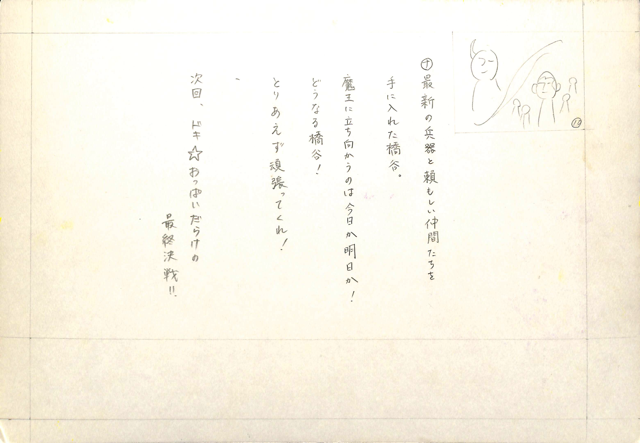 ㋤最新の兵器と頼もしい仲間たちを
手に入れた橋谷。
魔王に立ち向かうのは今日か明日か!
どうなる橋谷!
とりあえず頑張ってくれ!
次回、ドキ☆おっぱいだらけの
最終決戦!!